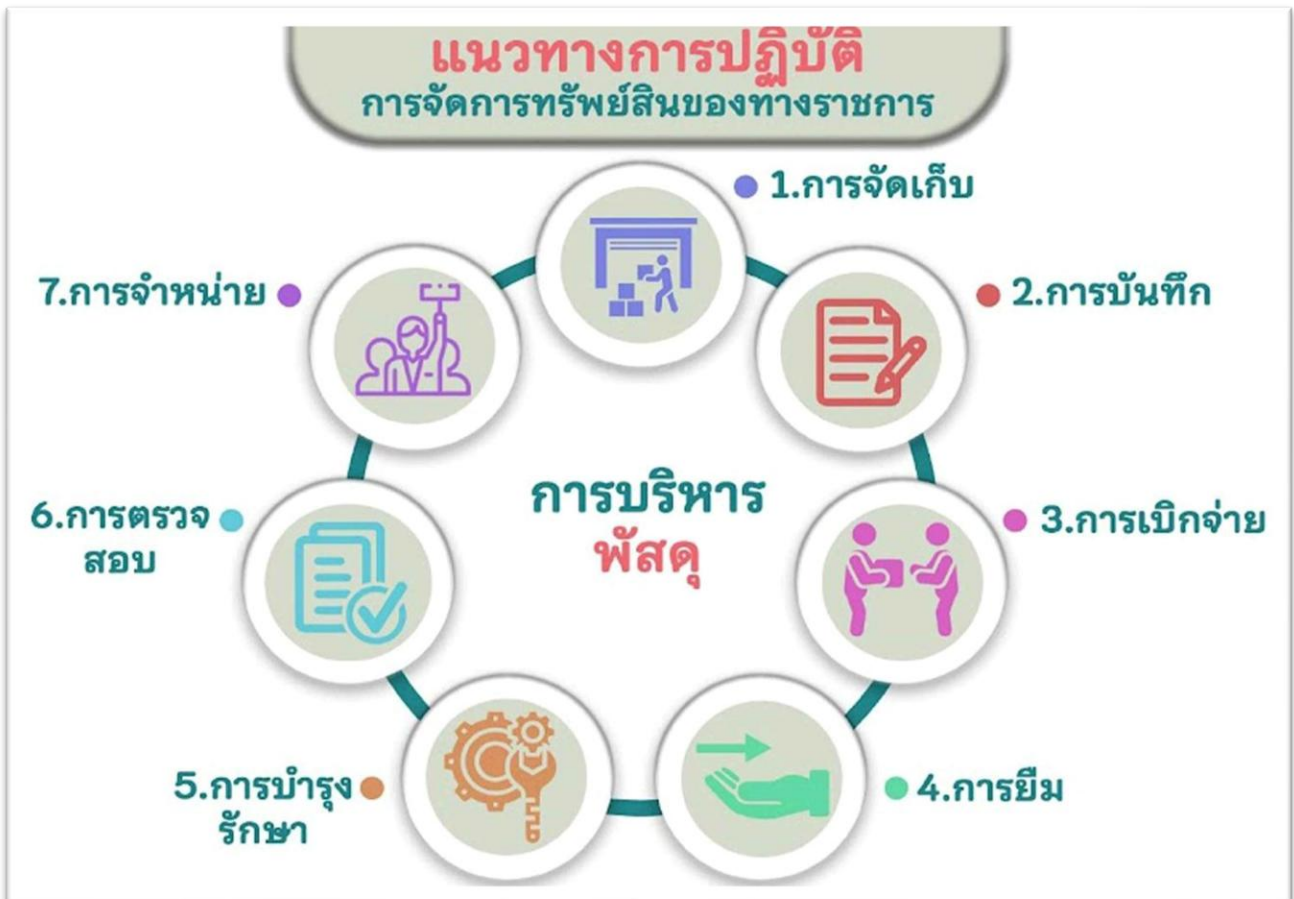 แนวทางการปฏิบัติ
การจัดการทรัพย์สินของทางราชการ
1.การจัดเก็บ
2.การบันทึก
3.การเบิกจ่าย
4.การยืม
5.การบำรุง
รักษา
6.การตรวจ
สอบ
7.การจำหน่าย
การบริหาร
พัสดุ